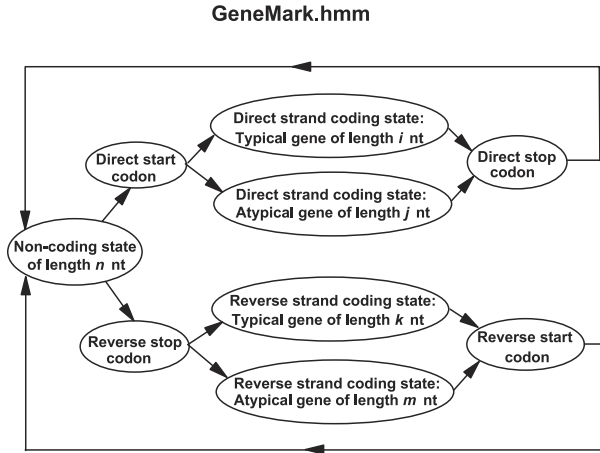 GeneMark.hmm
Direct strand coding state:
Typical gene of length i nt
Direct start
codon
Direct stop
codon
Direct strand coding state:
Atypical gene of length j nt
Non-coding state
of length n nt
Reverse strand coding state:
Typical gene of length k nt
Reverse stop
codon
Reverse start
codon
Reverse strand coding state:
Atypical gene of length m nt